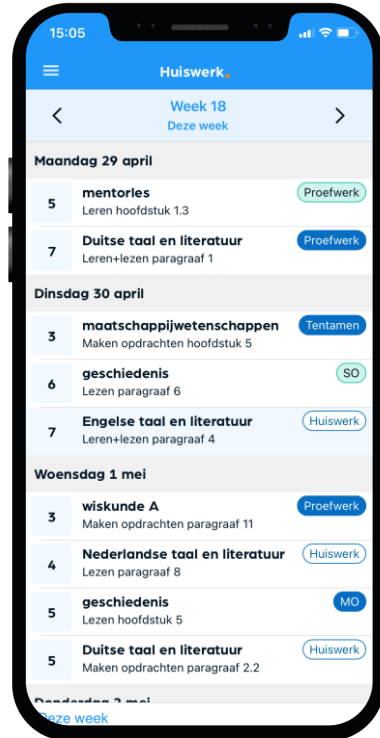 15:05
Huiswerk.
Week 18
Deze week
Maandag 29 april
5
mentorles
Proefwerk
Leren hoofdstuk 1.3
7
Duitse taal en literatuur
Proefwerk
Leren+lezen paragraaf 1
Dinsdag 30 april
3
maatschappijwetenschappen
Tentamen
Maken opdrachten hoofdstuk 5
6
geschiedenis
SO
Lezen paragraaf 6
7
Engelse taal en literatuur
Huiswerk
Leren+lezen paragraaf 4
Woensdag 1 mei
3
wiskunde A
Proefwerk
Maken opdrachten paragraaf 11
4
Nederlandse taal en literatuur
Huiswerk
Lezen paragraaf 8
5
geschiedenis
MO
Lezen hoofdstuk 5
5
Duitse taal en literatuur
Huiswerk
Maken opdrachten paragraaf 2.2
Donderdag 2 mei
Deze week